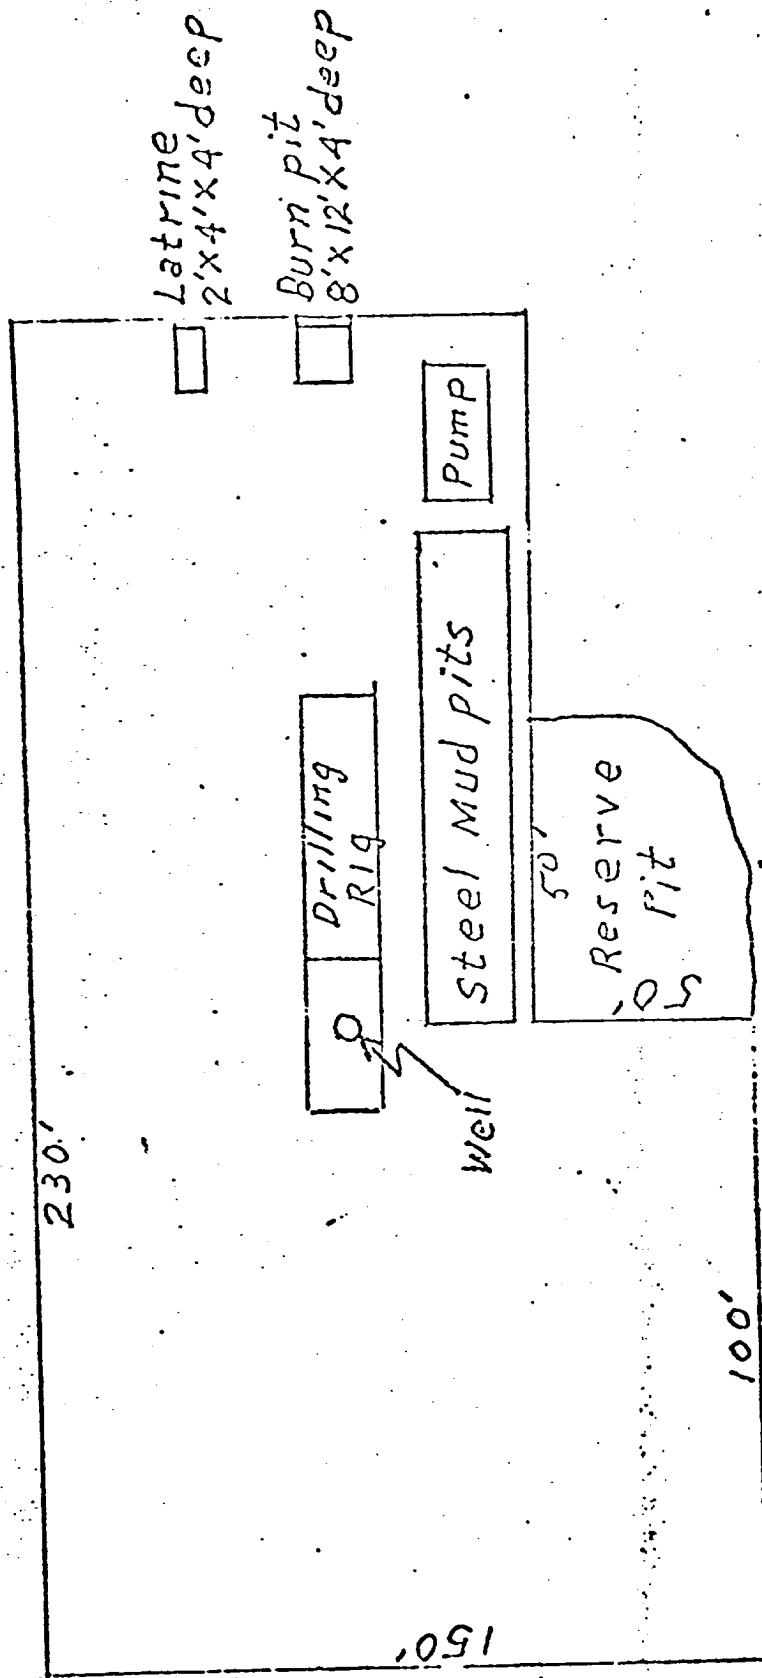 230'
Latrine
2'x4'x4' deep
Burn pit
8'x12'x4' deep
Drilling
Rig
Well
Steel Mud pits
Pump
50'
Reserve
Pit
50'
150'
100'